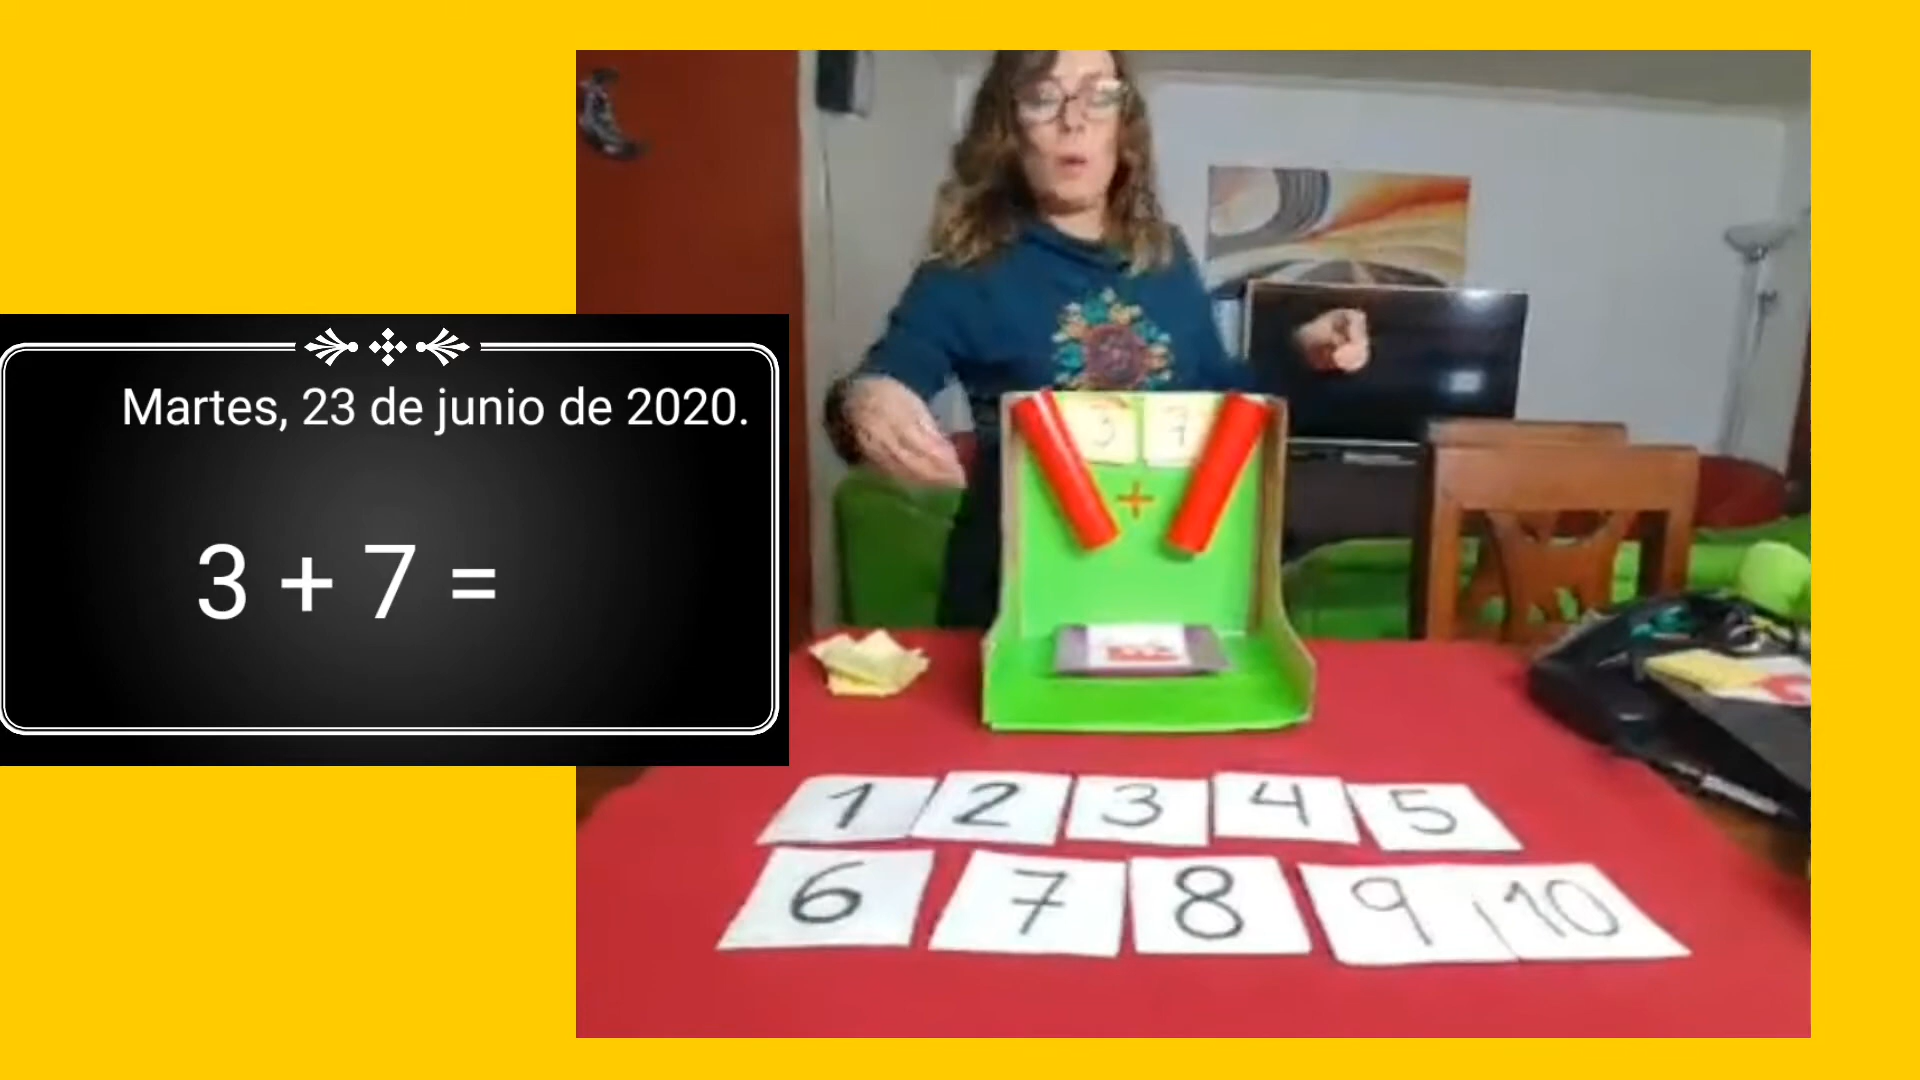 Martes, 23 de junio de 2020.
3 + 7 =
3 7
+
1 2 3 4 5
6 7 8 9 10